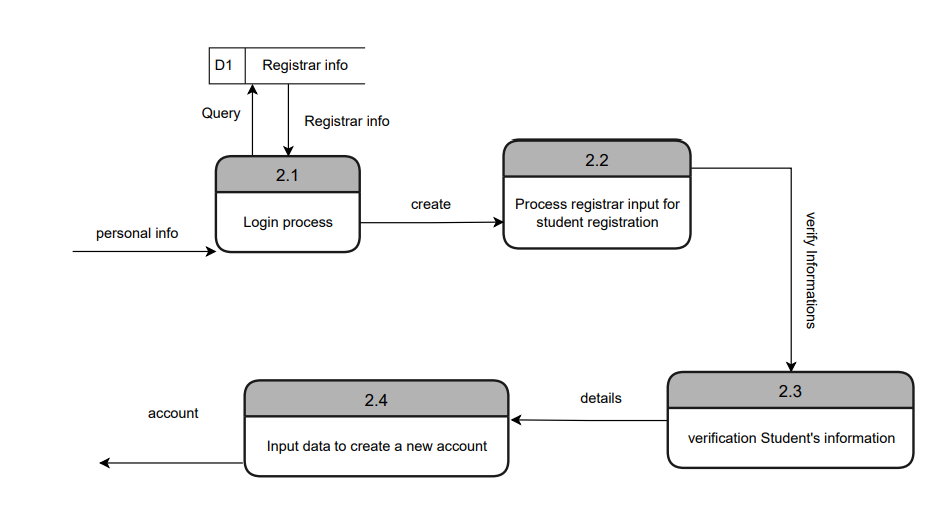 D1
Registrar info
Query
Registrar info
2.1
Login process
personal info
create
2.2
Process registrar input for
student registration
verify Informations
2.3
verification Student's information
details
2.4
Input data to create a new account
account